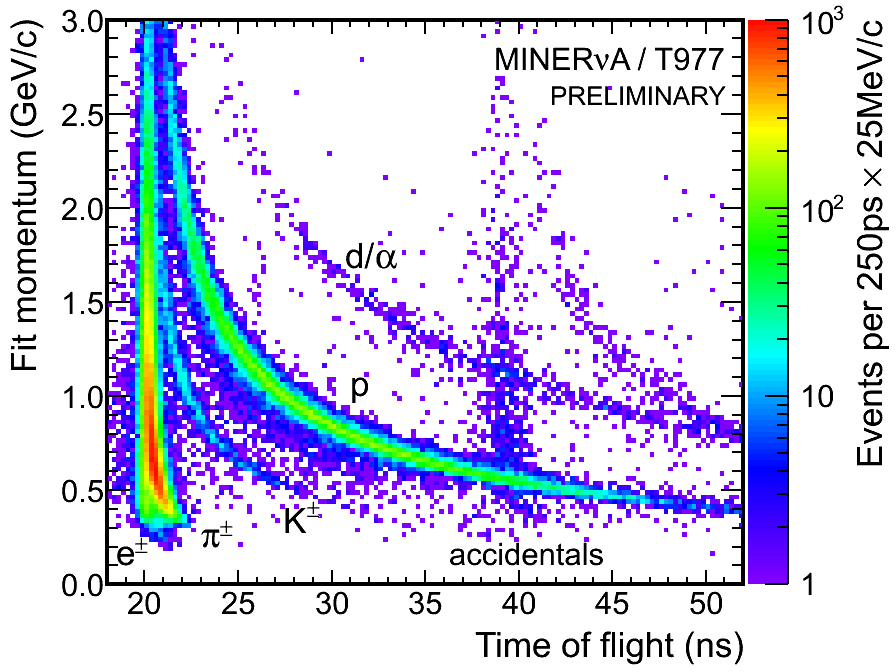 MINERνA / T977
PRELIMINARY
Fit momentum (GeV/c)
3.0
2.5
2.0
1.5
1.0
0.5
0.0
d/α
p
K±
π±
e±
accidentals
20 25 30 35 40 45 50
Time of flight (ns)
10³
10²
10
1
Events per 250ps × 25MeV/c